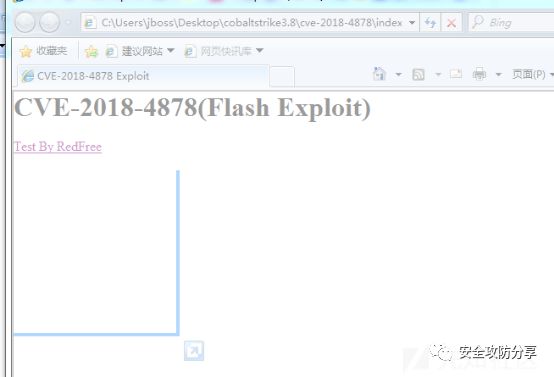 C:\Users\jboss\Desktop\cobaltstrike3.8\cve-2018-4878\index
Bing
收藏夹
建议网站
网页快讯库
CVE-2018-4878 Exploit
页面(P)
CVE-2018-4878(Flash Exploit)
Test By RedFree
安全攻防分享